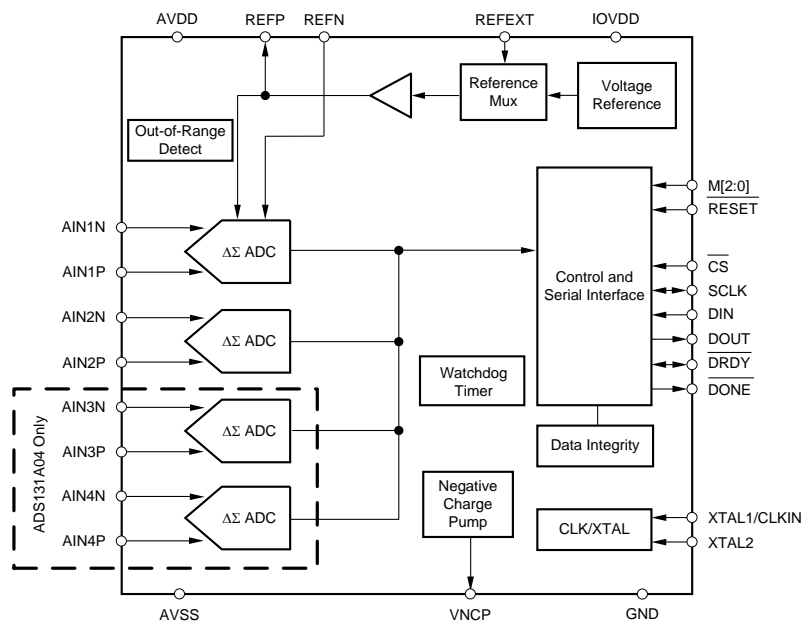 AVDD
REFP
REFN
REFEXT
IOVDD
Reference
Mux
Voltage
Reference
Out-of-Range
Detect
M[2:0]
RESET
AIN1N
AIN1P
ΔΣ ADC
Control and
Serial Interface
CS
SCLK
DIN
DOUT
DRDY
DONE
AIN2N
AIN2P
ΔΣ ADC
Watchdog
Timer
ADS131A04 Only
AIN3N
AIN3P
ΔΣ ADC
Data Integrity
AIN4N
AIN4P
ΔΣ ADC
Negative
Charge
Pump
CLK/XTAL
XTAL1/CLKIN
XTAL2
AVSS
VNCP
GND